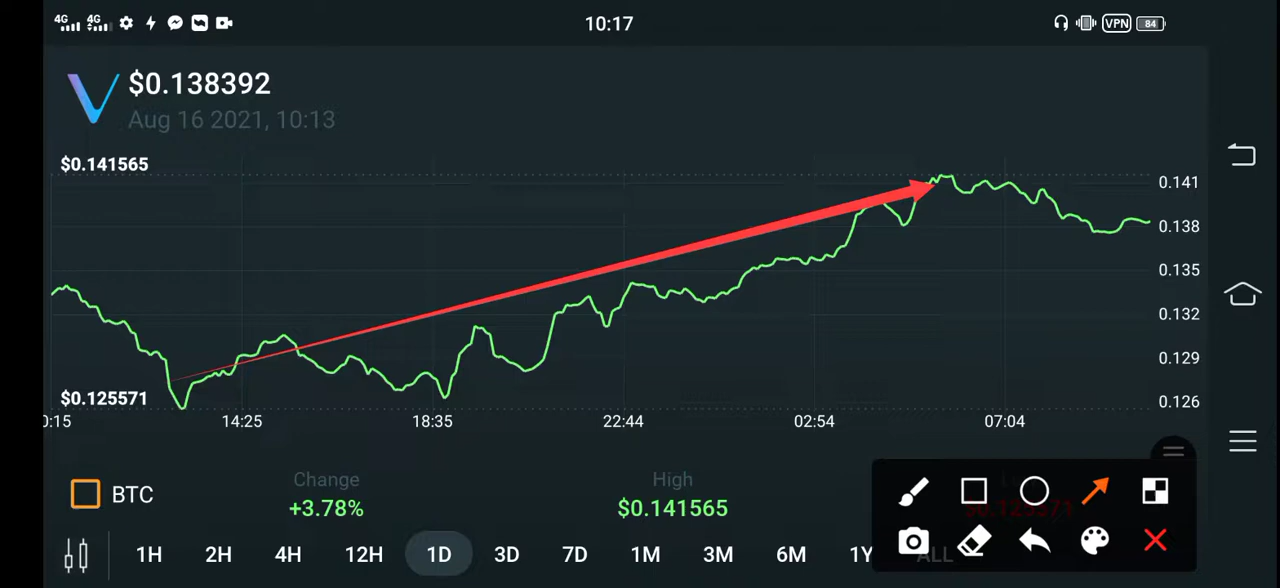 4G 4G 10:17 VPN 84
$0.138392
Aug 16 2021, 10:13
$0.141565
0.141
0.138
0.135
0.132
0.129
$0.125571
0.126
0:15 14:25 18:35 22:44 02:54 07:04
Change High
BTC
+3.78% $0.141565 $0.125571
1H 2H 4H 12H 1D 3D 7D 1M 3M 6M 1Y ALL